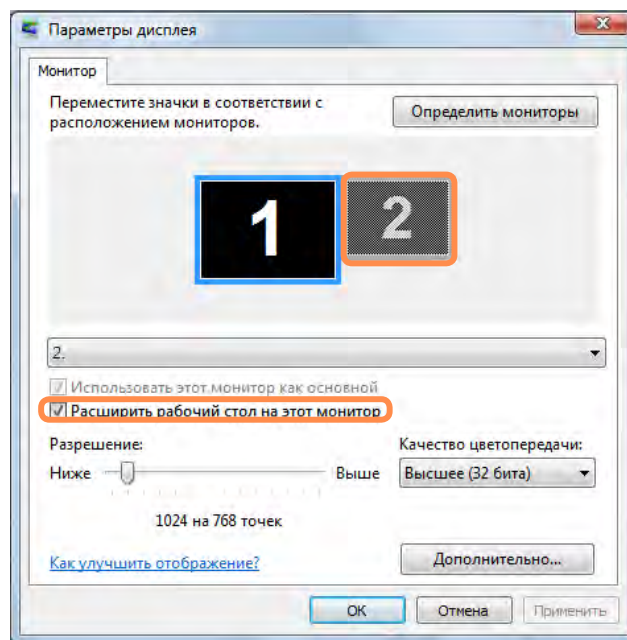 Параметры дисплея
Монитор
Переместите значки в соответствии с
расположением мониторов.
Определить мониторы
1
2
2.
Использовать этот монитор как основной
Расширить рабочий стол на этот монитор
Разрешение:
Качество цветопередачи:
Ниже
Выше
Высшее (32 бита)
1024 на 768 точек
Как улучшить отображение?
Дополнительно...
ОК
Отмена
Применить